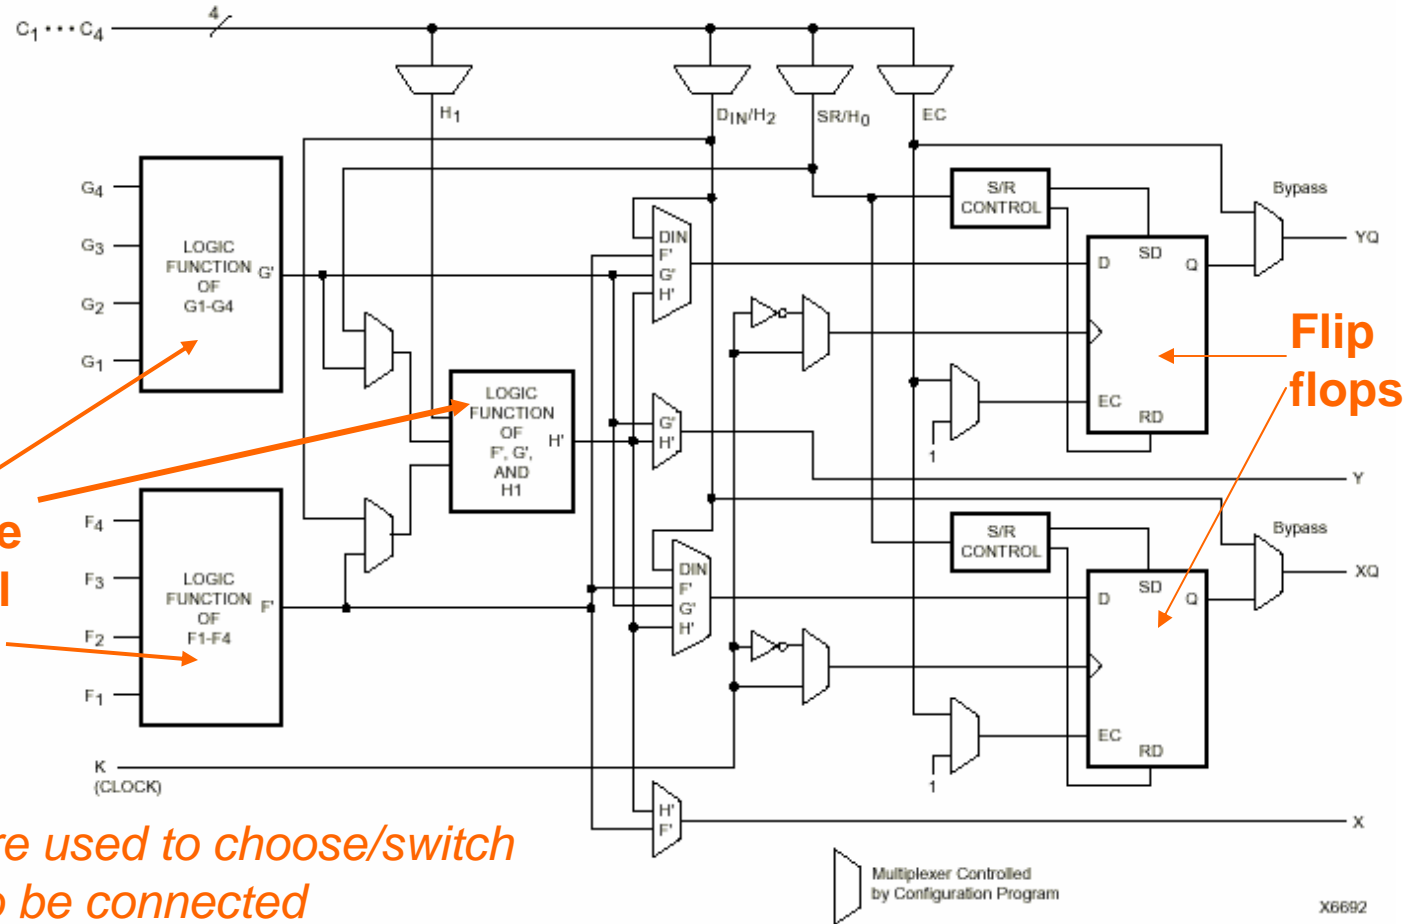 C1 • • • C4
4
H1
DIN/H2
SR/H0
EC
G4
G3
G2
G1
LOGIC
FUNCTION
OF
G1-G4
G'
DIN
F'
G'
H'
S/R
CONTROL
Bypass
D
SD
Q
EC
RD
1
YQ
Flip
flops
LOGIC
FUNCTION
OF
F', G',
AND
H1
H'
G'
H'
Y
F4
F3
F2
F1
LOGIC
FUNCTION
OF
F1-F4
F'
DIN
F'
G'
H'
S/R
CONTROL
Bypass
D
SD
Q
EC
RD
1
XQ
K
(CLOCK)
H'
F'
X
used to choose/switch
be connected
Multiplexer Controlled
by Configuration Program
X6692